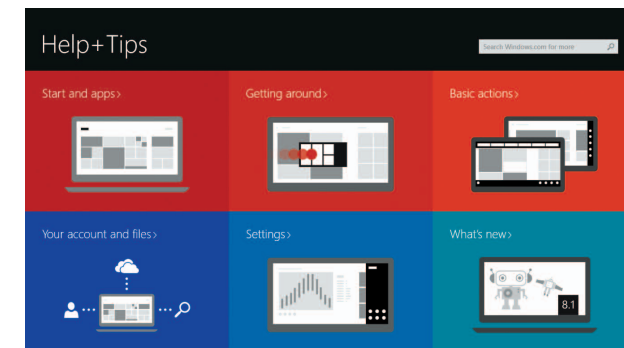 Help+Tips
Search Windows.com for more
Start and apps>
Getting around>
Basic actions>
Your account and files>
Settings>
What's new>
8.1